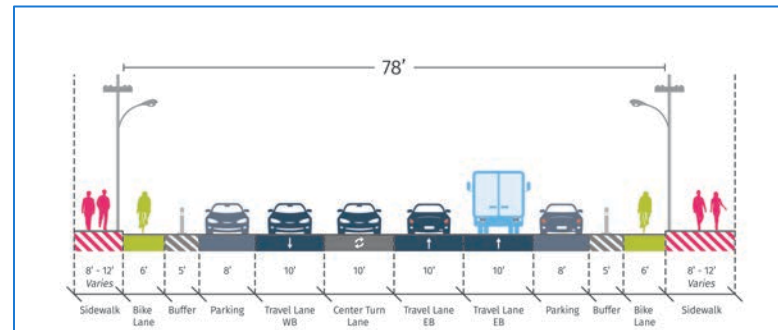 78'
8' - 12' 6' 5' 8' 10' 10' 10' 10' 8' 5' 6' 8' - 12'
Varies Varies
Sidewalk Bike Buffer Parking Travel Lane Center Turn Travel Lane Travel Lane Parking Buffer Bike Sidewalk
Lane WB Lane EB EB Lane